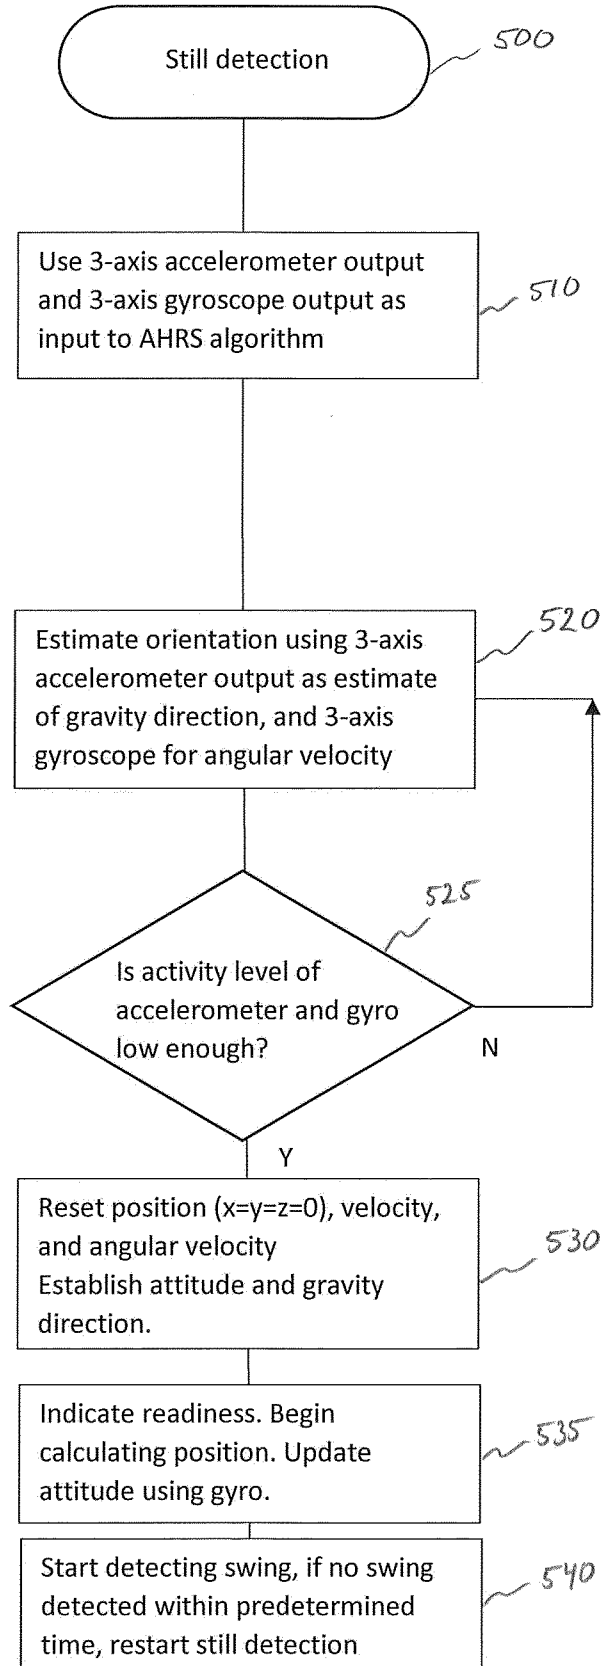 Still detection
500
Use 3-axis accelerometer output
and 3-axis gyroscope output as
input to AHRS algorithm
510
520
Estimate orientation using 3-axis
accelerometer output as estimate
of gravity direction, and 3-axis
gyroscope for angular velocity
525
Is activity level of
accelerometer and gyro
low enough?
N
Y
Reset position (x=y=z=0), velocity,
and angular velocity
Establish attitude and gravity
direction.
530
Indicate readiness. Begin
calculating position. Update
attitude using gyro.
535
Start detecting swing, if no swing
detected within predetermined
time, restart still detection
540